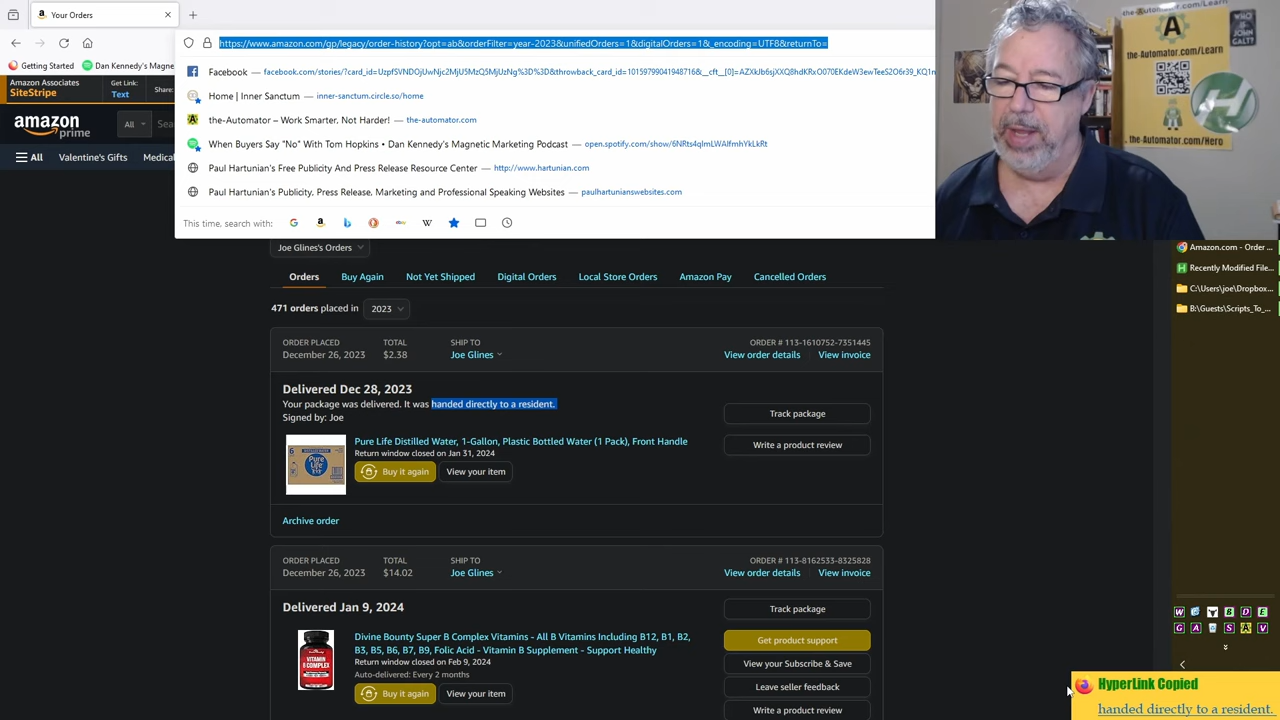 Your Orders
https://www.amazon.com/gp/legacy/order-history?opt=ab&orderFilter=year-2023&unifiedOrders=1&digitalOrders=1&_encoding=UTF8&returnTo=
Getting Started
Dan Kennedy's Magne
Facebook —
Home | Inner Sanctum — inner-sanctum.circle.so/home
the-Automator – Work Smarter, Not Harder! — the-automator.com
When Buyers Say "No" With Tom Hopkins • Dan Kennedy's Magnetic Marketing Podcast —
Paul Hartunian's Free Publicity And Press Release Resource Center — http://www.hartunian.com
Paul Hartunian's Publicity, Press Release, Marketing and Professional Speaking Websites — paulhartunianswebsites.com
This time, search with:
Amazon Associates
SiteStripe
Get Link:
Text
Share:
amazon
prime
All
Sea
All
Valentine's Gifts
Medical
the-Automator.com/Learn
WHO IS
JOHN
GALT?
the-Automator.com/Hero
Joe Glines's Orders
Orders
Buy Again
Not Yet Shipped
Digital Orders
Local Store Orders
Amazon Pay
Cancelled Orders
471 orders placed in 2023
ORDER PLACED TOTAL SHIP TO ORDER # 113-1610752-7351445
December 26, 2023 $2.38 Joe Glines View order details View invoice
Delivered Dec 28, 2023
Your package was delivered. It was handed directly to a resident.
Signed by: Joe
Track package
Write a product review
Pure Life Distilled Water, 1-Gallon, Plastic Bottled Water (1 Pack), Front Handle
Return window closed on Jan 31, 2024
Buy it again
View your item
Archive order
ORDER PLACED TOTAL SHIP TO ORDER # 113-8162533-8325828
December 26, 2023 $14.02 Joe Glines View order details View invoice
Delivered Jan 9, 2024
Track package
Divine Bounty Super B Complex Vitamins - All B Vitamins Including B12, B1, B2,
B3, B5, B6, B7, B9, Folic Acid - Vitamin B Supplement - Support Healthy
Return window closed on Feb 9, 2024
Auto-delivered: Every 2 months
Buy it again
View your item
Get product support
View your Subscribe & Save
Leave seller feedback
Write a product review
Amazon.com - Order ...
Recently Modified File...
C:\Users\joe\Dropbox...
B:\Guests\Scripts_To_...
W
B D E
G A S A V
HyperLink Copied
handed directly to a resident.